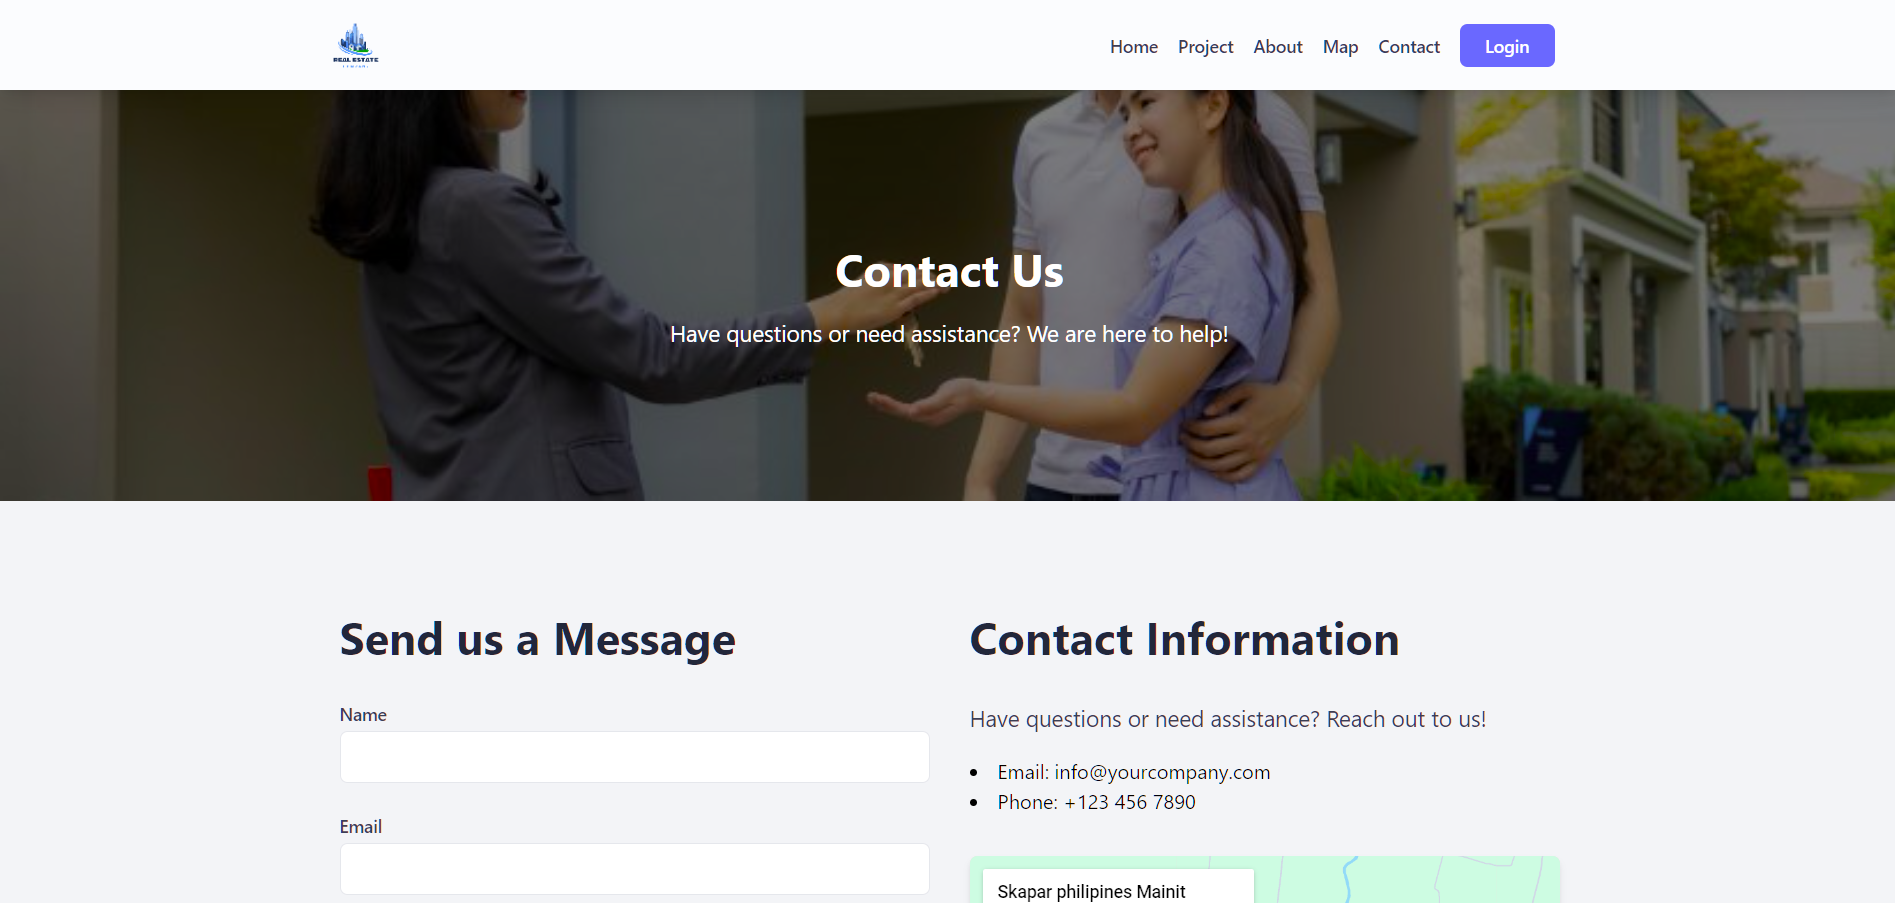 REAL ESTATE
Home
Project
About
Map
Contact
Login
Contact Us
Have questions or need assistance? We are here to help!
Send us a Message
Name
Email
Contact Information
Have questions or need assistance? Reach out to us!
Email: info@yourcompany.com
Phone: +123 456 7890
Skapar philipines Mainit